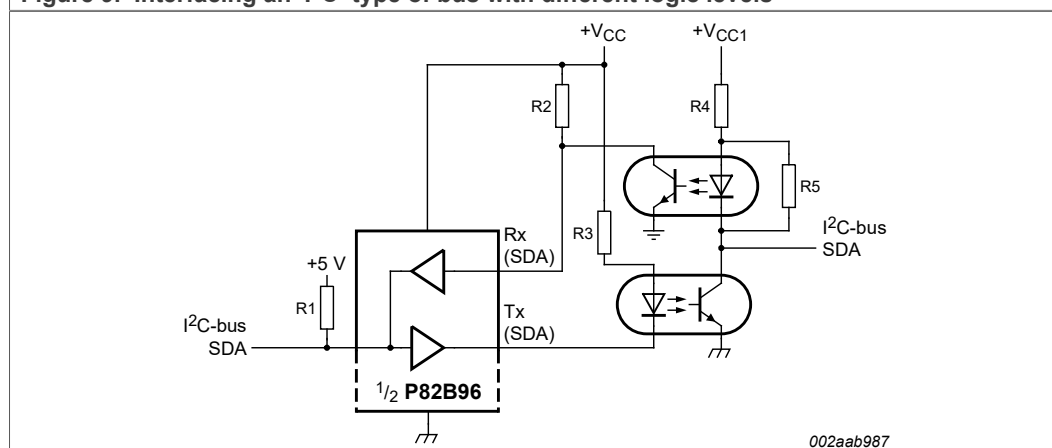 Figure 9. Interfacing an 'I²C' type of bus with different logic levels
+VCC
+VCC1
R2
R4
R5
I²C-bus
SDA
R3
Rx
(SDA)
+5 V
R1
Tx
(SDA)
I²C-bus
SDA
1/2 P82B96
002aab987